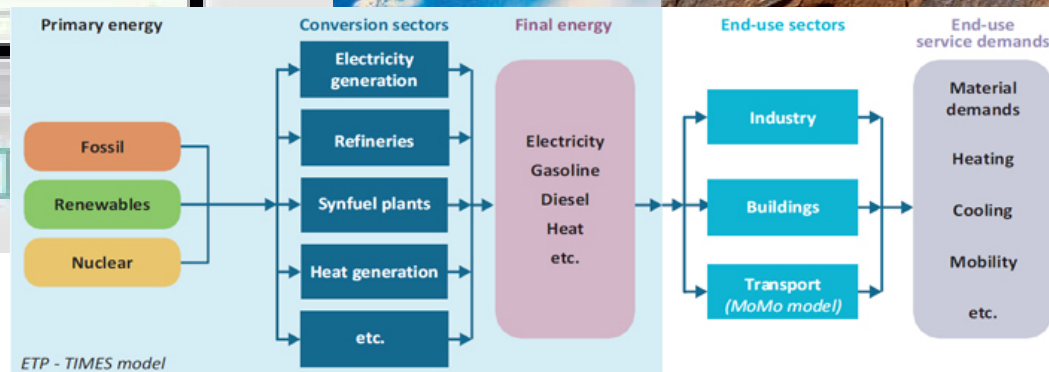 Primary energy
Conversion sectors
Final energy
End-use sectors
End-use
service demands
Fossil
Renewables
Nuclear
Electricity
generation
Refineries
Synfuel plants
Heat generation
etc.
Electricity
Gasoline
Diesel
Heat
etc.
Industry
Buildings
Transport
(MoMo model)
Material
demands
Heating
Cooling
Mobility
etc.
ETP - TIMES model